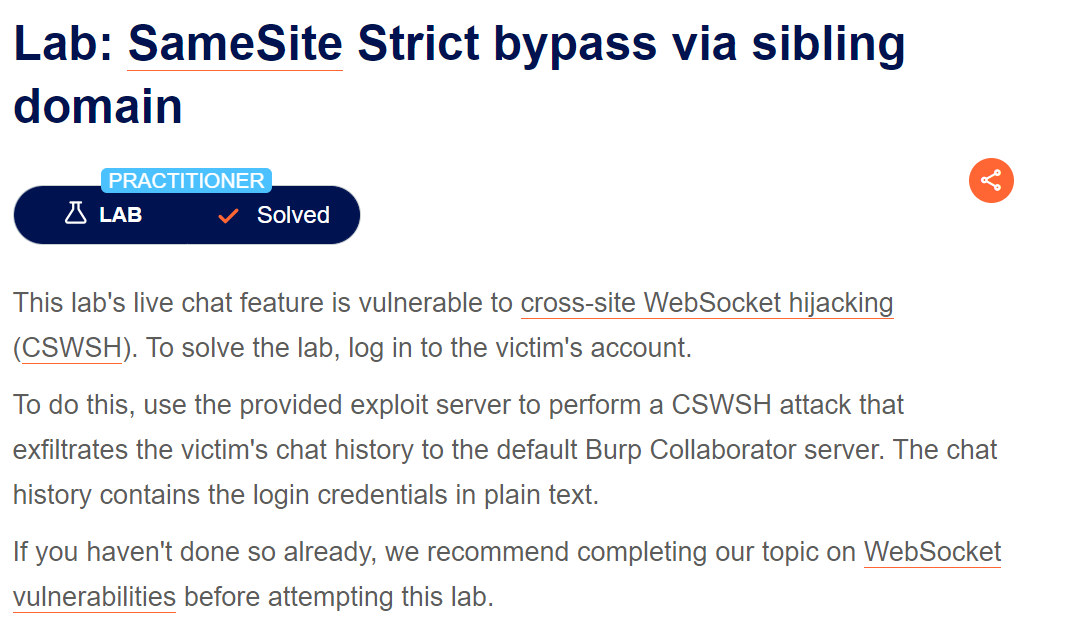 Lab: SameSite Strict bypass via sibling
domain
PRACTITIONER
LAB Solved
This lab's live chat feature is vulnerable to cross-site WebSocket hijacking
(CSWSH). To solve the lab, log in to the victim's account.
To do this, use the provided exploit server to perform a CSWSH attack that
exfiltrates the victim's chat history to the default Burp Collaborator server. The chat
history contains the login credentials in plain text.
If you haven't done so already, we recommend completing our topic on WebSocket
vulnerabilities before attempting this lab.